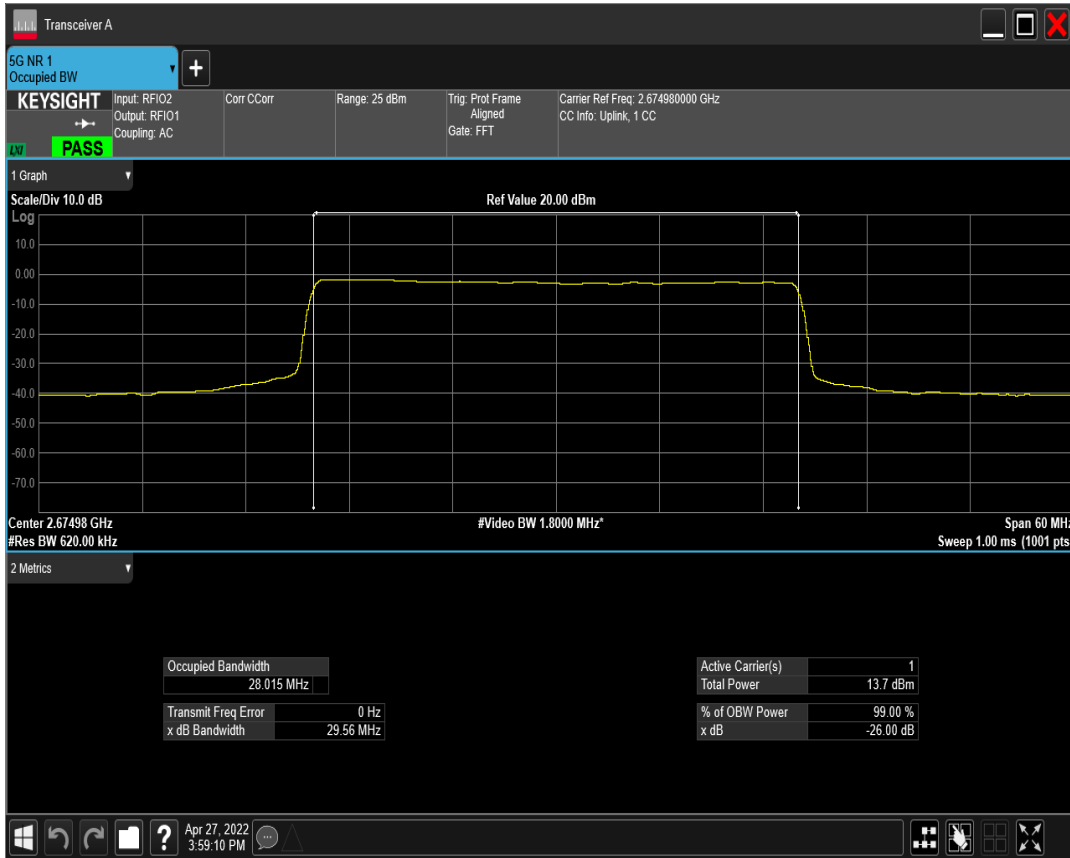 Transceiver A
5G NR 1
Occupied BW
+
KEYSIGHT
LXI
PASS
Input: RFIO2
Output: RFIO1
Coupling: AC
Corr CCorr
Range: 25 dBm
Trig: Prot Frame
Aligned
Gate: FFT
Carrier Ref Freq: 2.674980000 GHz
CC Info: Uplink, 1 CC
1 Graph
Scale/Div 10.0 dB
Ref Value 20.00 dBm
Log
10.0
0.00
-10.0
-20.0
-30.0
-40.0
-50.0
-60.0
-70.0
Center 2.67498 GHz
#Video BW 1.8000 MHz*
Span 60 MHz
#Res BW 620.00 kHz
Sweep 1.00 ms (1001 pts
2 Metrics
Occupied Bandwidth
28.015 MHz
Transmit Freq Error 0 Hz
x dB Bandwidth 29.56 MHz
Active Carrier(s) 1
Total Power 13.7 dBm
% of OBW Power 99.00 %
x dB -26.00 dB
?
Apr 27, 2022
3:59:10 PM